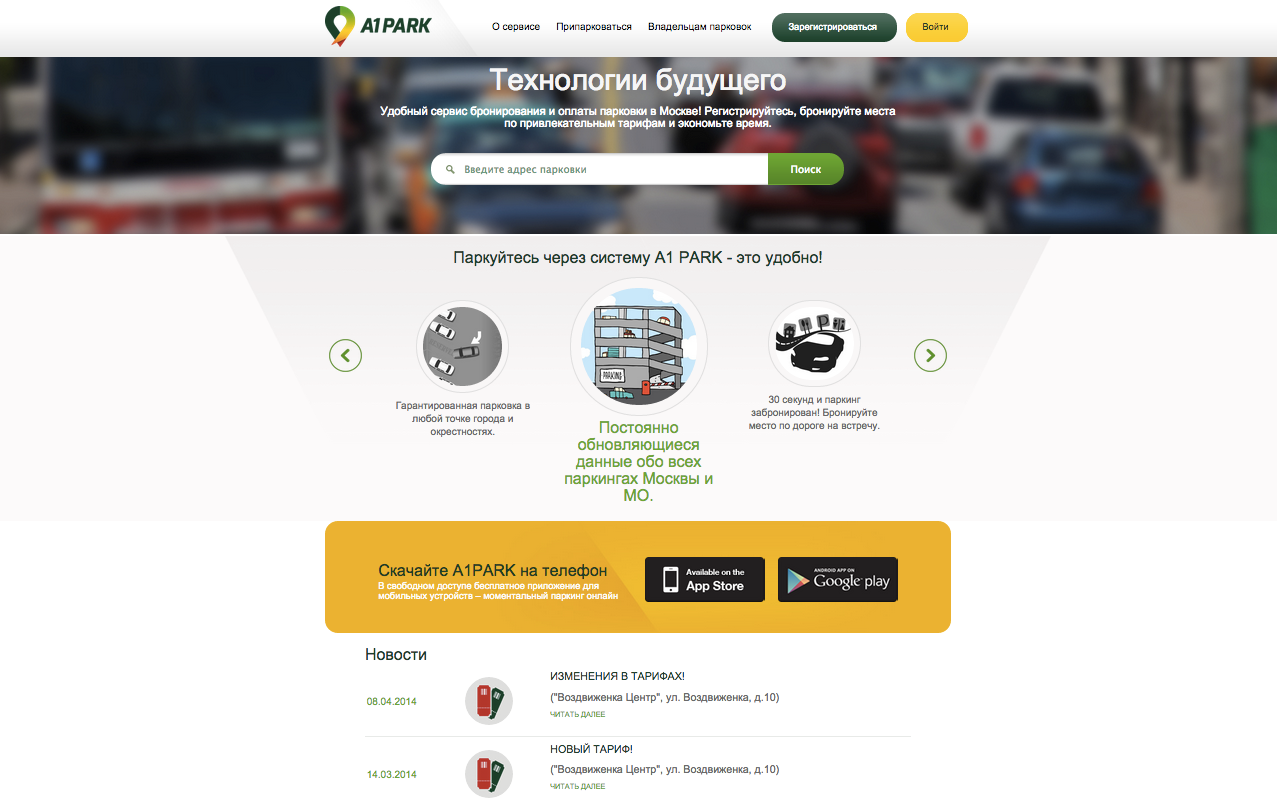 A1 PARK
О сервисе
Припарковаться
Владельцам парковок
Зарегистрироваться
Войти
Технологии будущего
Удобный сервис бронирования и оплаты парковки в Москве! Регистрируйтесь, бронируйте места
по привлекательным тарифам и экономьте время.
Введите адрес парковки
Поиск
Паркуйтесь через систему A1 PARK - это удобно!
PARKING
Гарантированная парковка в
любой точке города и
окрестностях.
Постоянно
обновляющиеся
данные обо всех
паркингах Москвы и
МО.
30 секунд и паркинг
забронирован! Бронируйте
место по дороге на встречу.
Скачайте A1PARK на телефон
В свободном доступе бесплатное приложение для
мобильных устройств – моментальный паркинг онлайн
Available on the
App Store
ANDROID APP ON
Google play
Новости
08.04.2014
ИЗМЕНЕНИЯ В ТАРИФАХ!
("Воздвиженка Центр", ул. Воздвиженка, д.10)
ЧИТАТЬ ДАЛЕЕ
14.03.2014
НОВЫЙ ТАРИФ!
("Воздвиженка Центр", ул. Воздвиженка, д.10)
ЧИТАТЬ ДАЛЕЕ